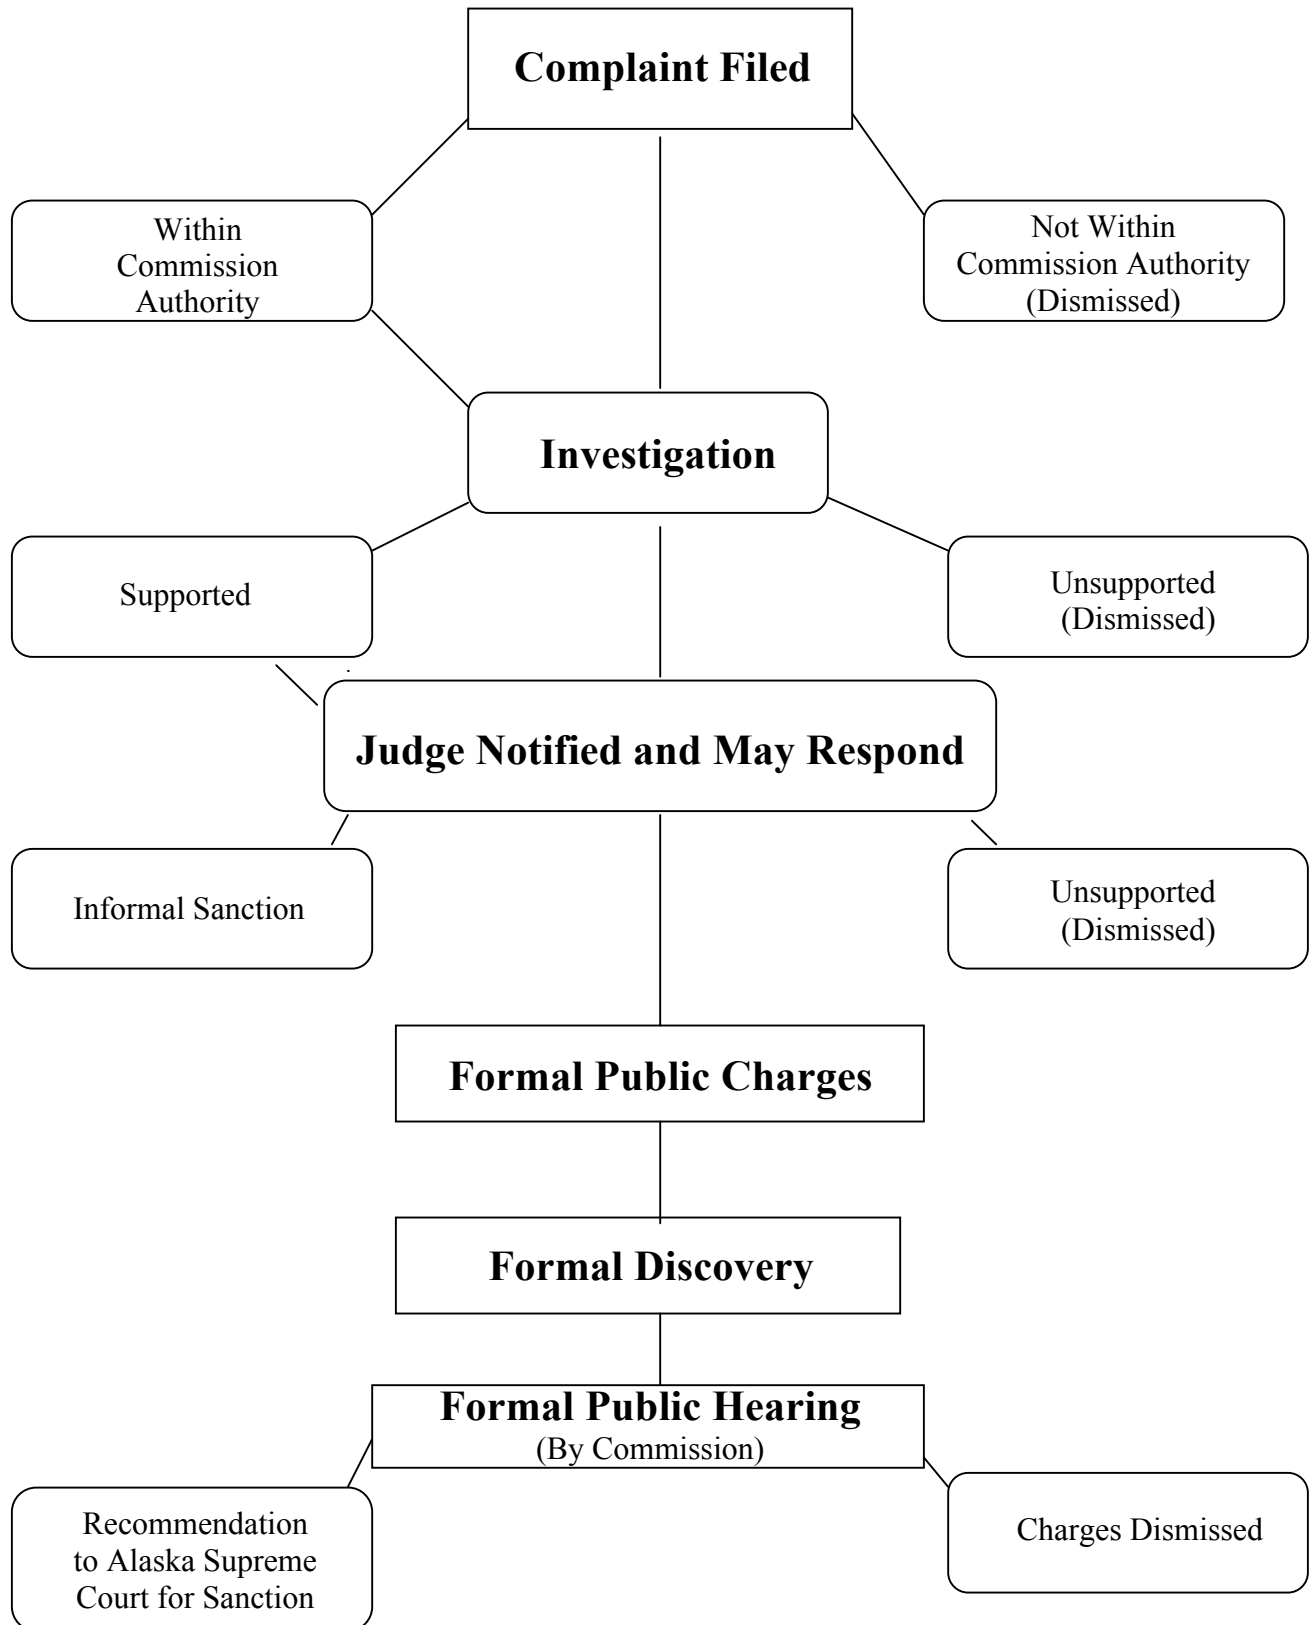 Complaint Filed
Within
Commission
Authority
Not Within
Commission Authority
(Dismissed)
Investigation
Supported
Unsupported
(Dismissed)
Judge Notified and May Respond
Informal Sanction
Unsupported
(Dismissed)
Formal Public Charges
Formal Discovery
Formal Public Hearing
(By Commission)
Recommendation
to Alaska Supreme
Court for Sanction
Charges Dismissed